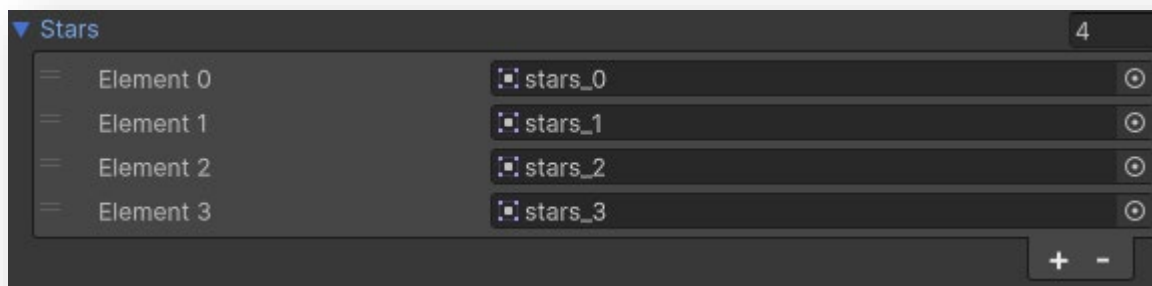 Stars 4
Element 0 stars_0
Element 1 stars_1
Element 2 stars_2
Element 3 stars_3
+ -